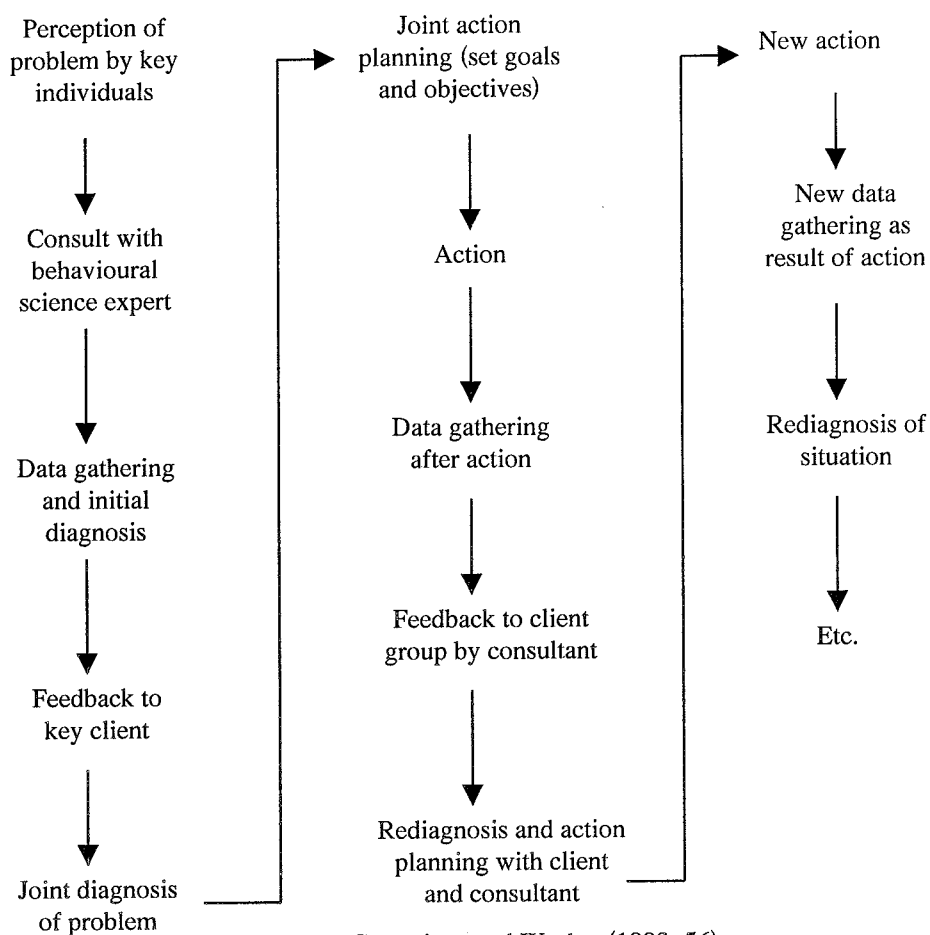 Perception of
problem by key
individuals
Consult with
behavioural
science expert
Data gathering
and initial
diagnosis
Feedback to
key client
Joint diagnosis
of problem
Joint action
planning (set goals
and objectives)
Action
Data gathering
after action
Feedback to client
group by consultant
Rediagnosis and action
planning with client
and consultant
New action
New data
gathering as
result of action
Rediagnosis of
situation
Etc.